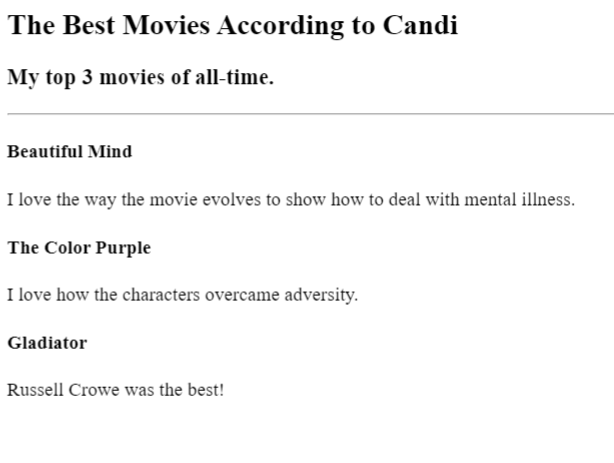 The Best Movies According to Candi
My top 3 movies of all-time.
Beautiful Mind
I love the way the movie evolves to show how to deal with mental illness.
The Color Purple
I love how the characters overcame adversity.
Gladiator
Russell Crowe was the best!